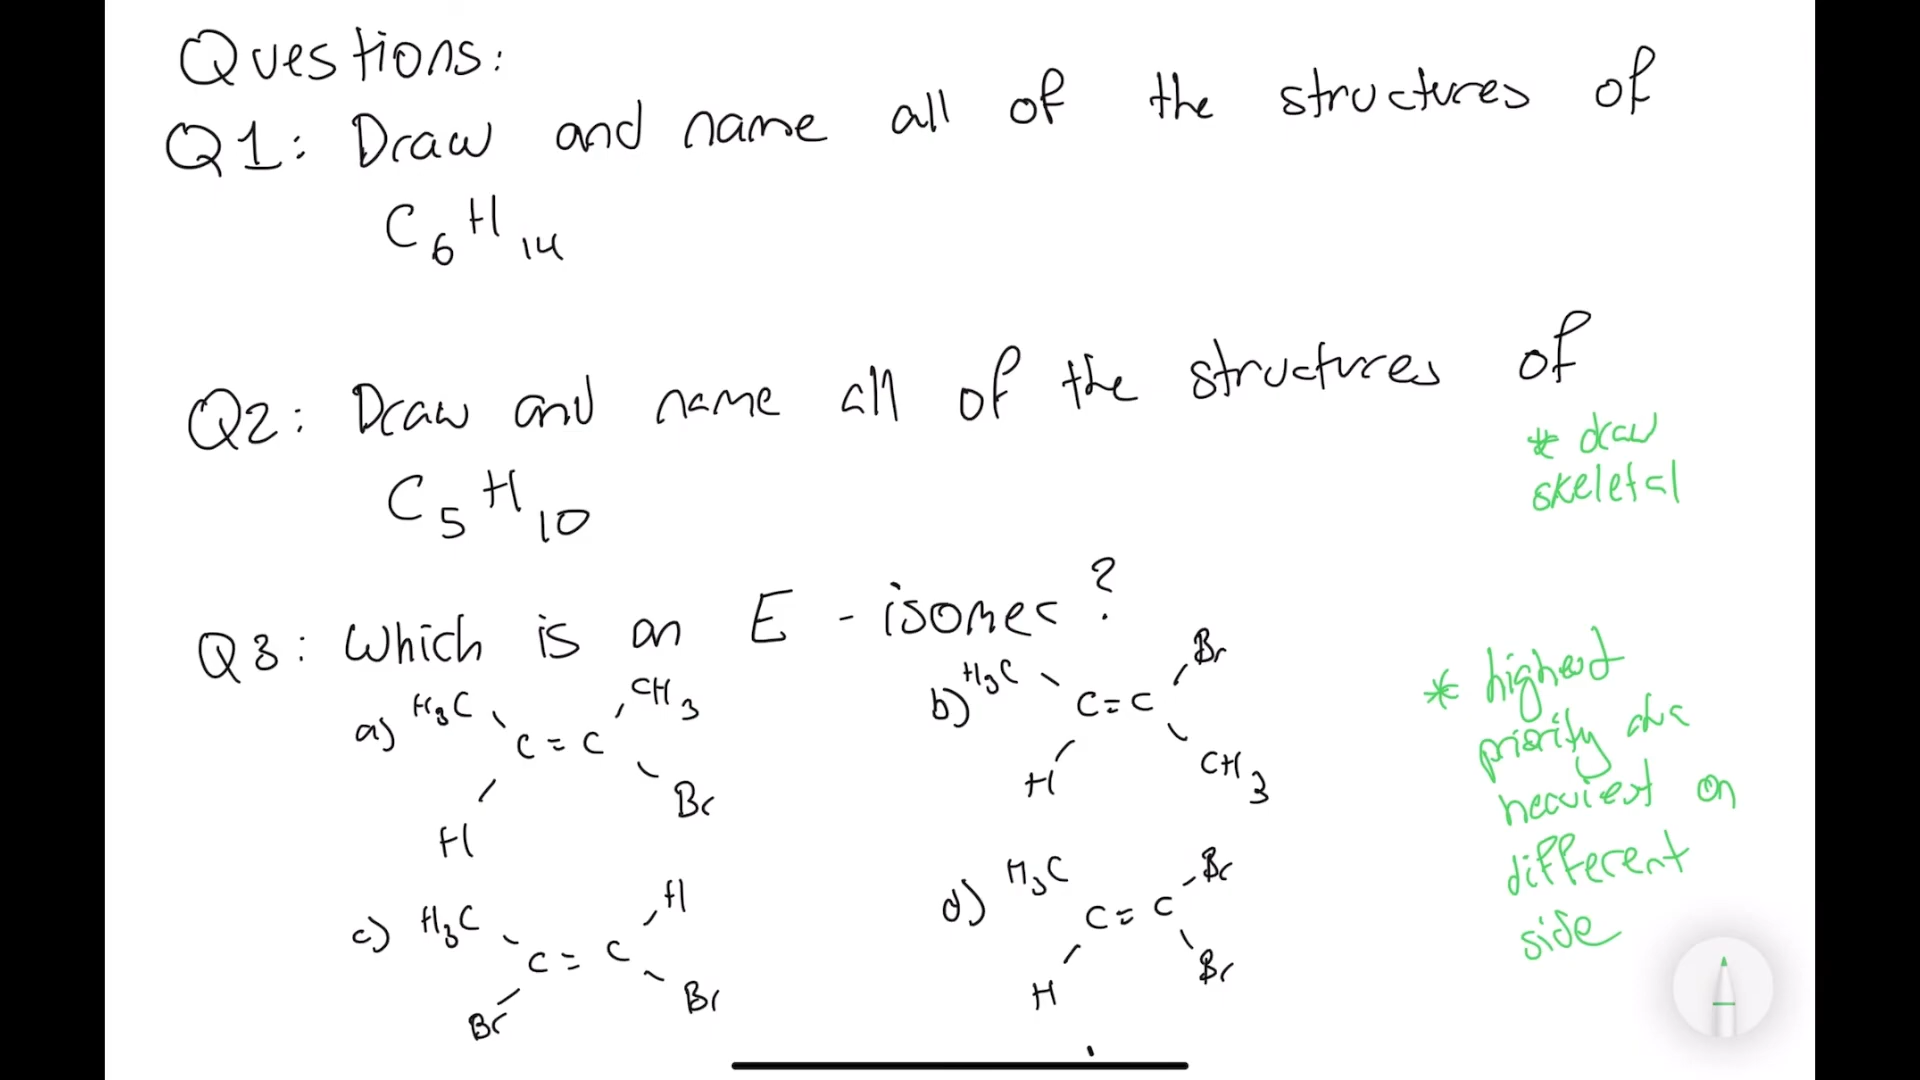 Questions:
Q1: Draw and name all of the structures of
C6H14
Q2: Draw and name all of the structures of
C5H10
* draw
skeletal
Q3: Which is an E - isomer?
a) H3C CH3
C = C
H Br
b) H3C Br
C = C
H CH3
c) H3C H
C = C
Br Br
d) H3C Br
C = C
H Br
* highest
priority
heaviest on
different
side